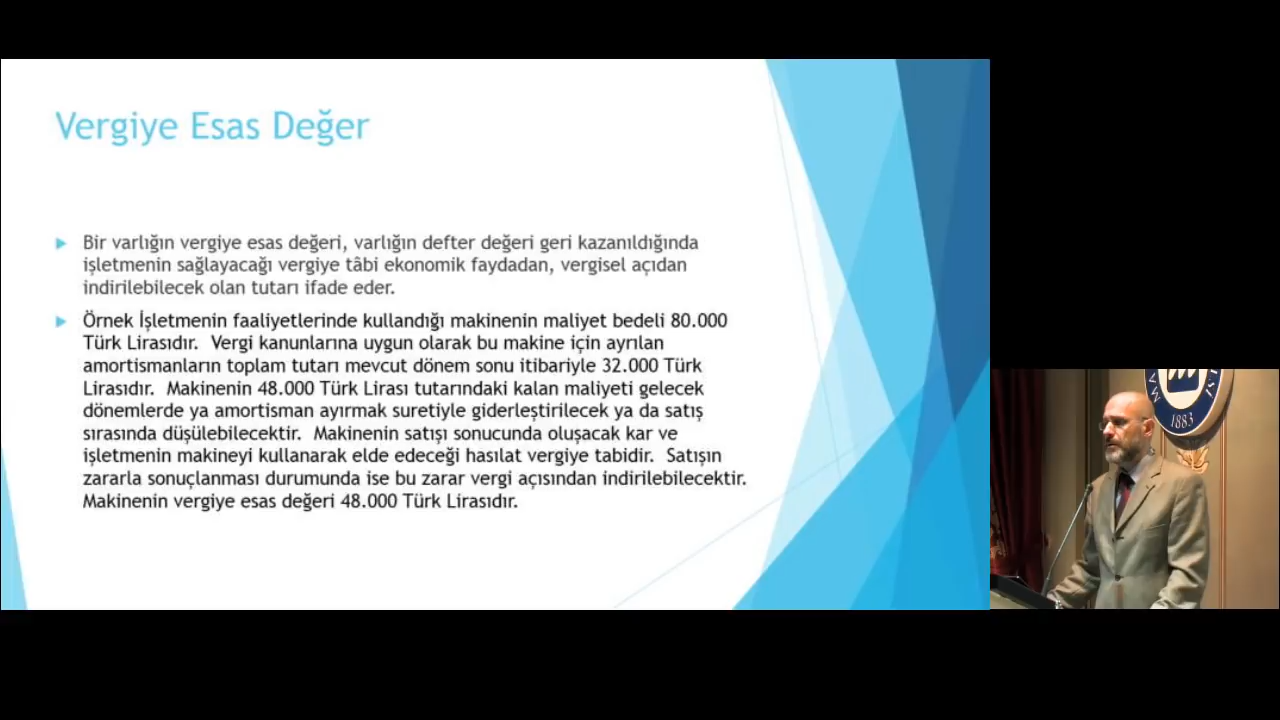 Vergiye Esas Değer
Bir varlığın vergiye esas değeri, varlığın defter değeri geri kazanıldığında
işletmenin sağlayacağı vergiye tâbi ekonomik faydadan, vergisel açıdan
indirilebilecek olan tutarı ifade eder.
Örnek İşletmenin faaliyetlerinde kullandığı makinenin maliyet bedeli 80.000
Türk Lirasıdır. Vergi kanunlarına uygun olarak bu makine için ayrılan
amortismanların toplam tutarı mevcut dönem sonu itibariyle 32.000 Türk
Lirasıdır. Makinenin 48.000 Türk Lirası tutarındaki kalan maliyeti gelecek
dönemlerde ya amortisman ayırmak suretiyle giderleştirilecek ya da satış
sırasında düşülebilecektir. Makinenin satışı sonucunda oluşacak kar ve
işletmenin makineyi kullanarak elde edeceği hasılat vergiye tabidir. Satışın
zararla sonuçlanması durumunda ise bu zarar vergi açısından indirilebilecektir.
Makinenin vergiye esas değeri 48.000 Türk Lirasıdır.
1883